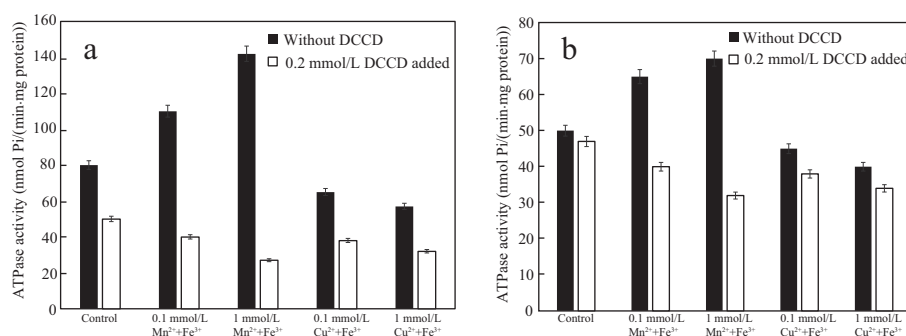 ATPase activity (nmol Pi/(min·mg protein))
160
140
120
100
80
60
40
20
0
a
Without DCCD
0.2 mmol/L DCCD added
Control
0.1 mmol/L
Mn²⁺+Fe³⁺
1 mmol/L
Mn²⁺+Fe³⁺
0.1 mmol/L
Cu²⁺+Fe³⁺
1 mmol/L
Cu²⁺+Fe³⁺
ATPase activity (nmol Pi/(min·mg protein))
80
70
60
50
40
30
20
10
0
b
Without DCCD
0.2 mmol/L DCCD added
Control
0.1 mmol/L
Mn²⁺+Fe³⁺
1 mmol/L
Mn²⁺+Fe³⁺
0.1 mmol/L
Cu²⁺+Fe³⁺
1 mmol/L
Cu²⁺+Fe³⁺